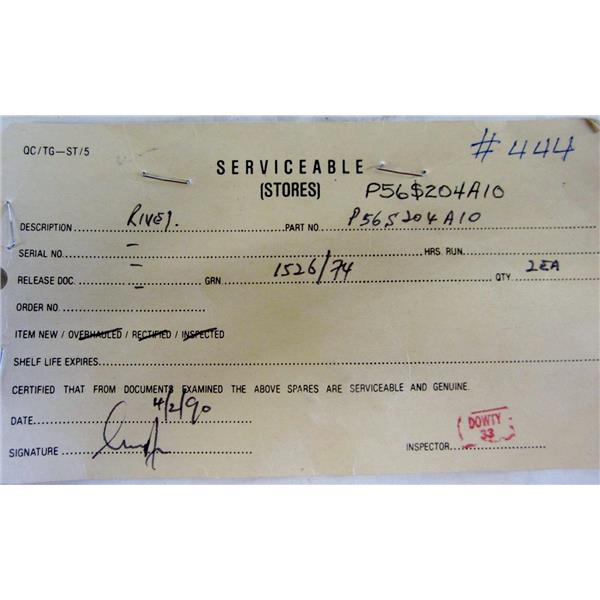 QC/TG—ST/5
# 444
SERVICEABLE
(STORES) P56$204A10
DESCRIPTION RIVET. PART NO P56S204A10
SERIAL NO — HRS RUN
RELEASE DOC. — GRN 1526/74 QTY 2EA
ORDER NO. —
ITEM NEW / OVERHAULED / RECTIFIED / INSPECTED
SHELF LIFE EXPIRES
CERTIFIED THAT FROM DOCUMENTS EXAMINED THE ABOVE SPARES ARE SERVICEABLE AND GENUINE.
DATE 4/2/90
SIGNATURE INSPECTOR
DOWTY
33